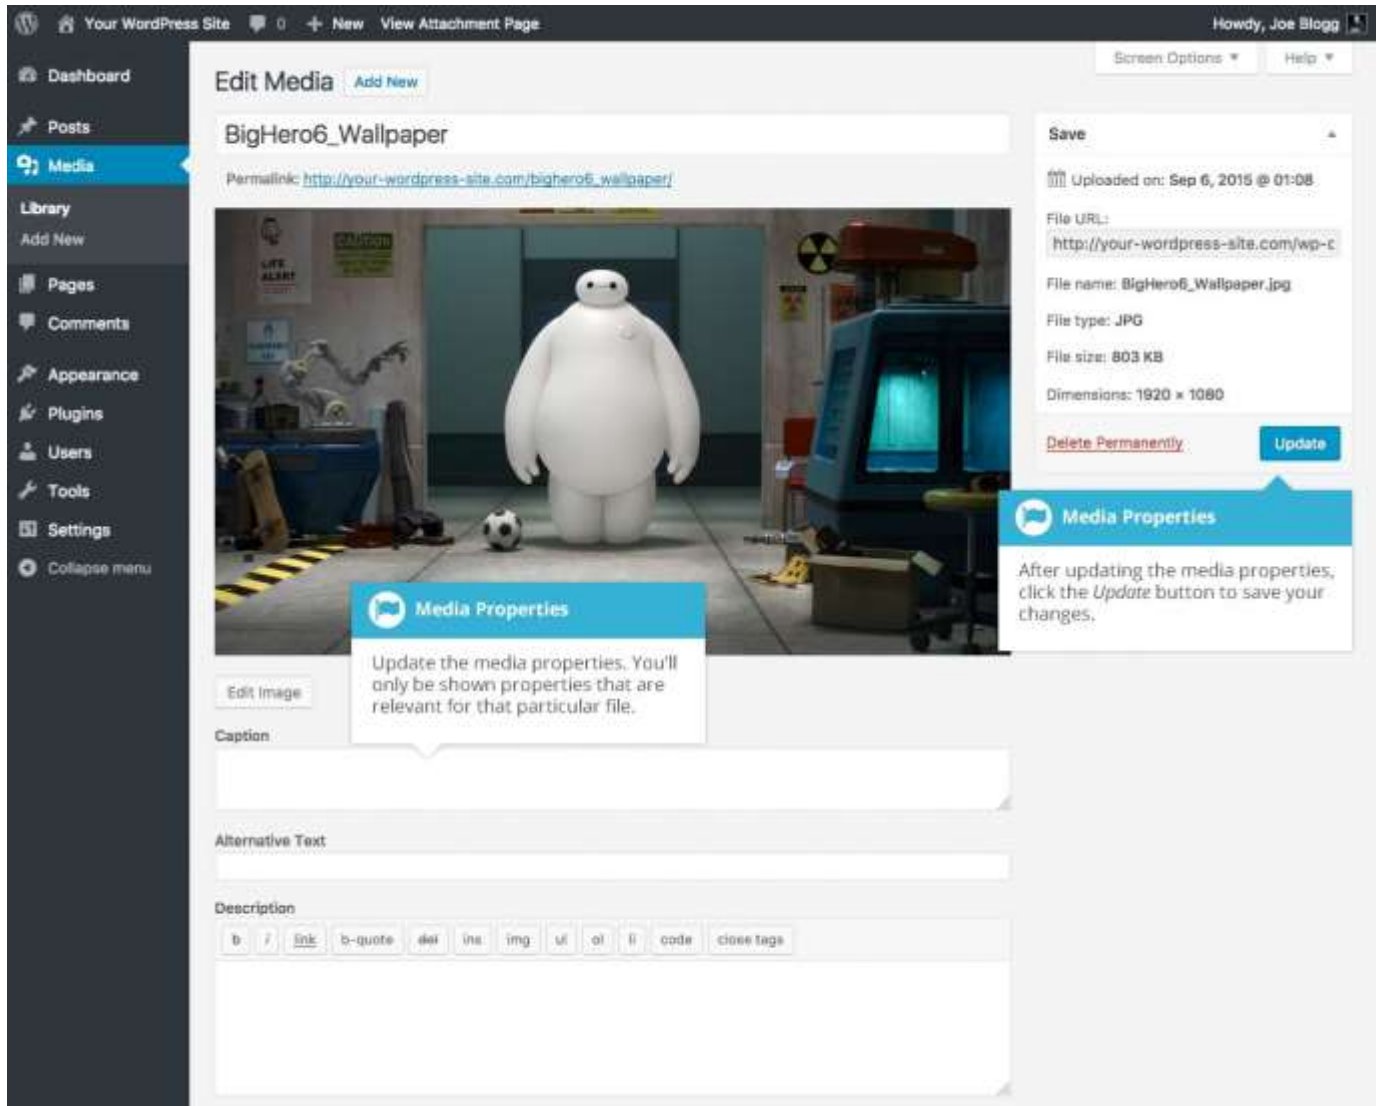 Your WordPress Site 0 + New View Attachment Page Howdy, Joe Blogg
Screen Options Help
Dashboard
Posts
Media
Library
Add New
Pages
Comments
Appearance
Plugins
Users
Tools
Settings
Collapse menu
Edit Media Add New
BigHero6_Wallpaper
Permalink: http://your-wordpress-site.com/bighero6_wallpaper/
CAUTION
LIFE
ALERT
Edit Image
Media Properties
Update the media properties. You'll
only be shown properties that are
relevant for that particular file.
Caption
Alternative Text
Description
b i link b-quote del ins img ul ol li code close tags
Save
Uploaded on: Sep 6, 2015 @ 01:08
File URL:
http://your-wordpress-site.com/wp-c
File name: BigHero6_Wallpaper.jpg
File type: JPG
File size: 803 KB
Dimensions: 1920 × 1080
Delete Permanently Update
Media Properties
After updating the media properties,
click the Update button to save your
changes.